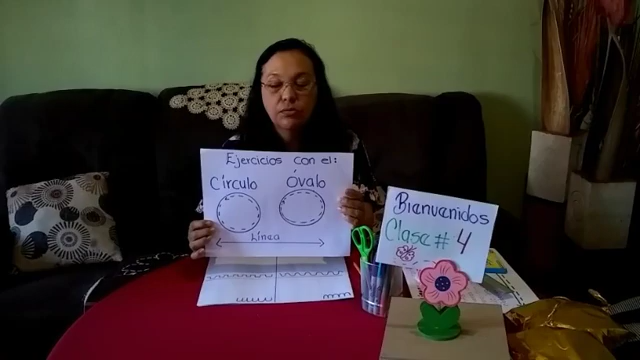 Ejercicios con el:
Círculo Óvalo
Línea
Bienvenidos
Clase # 4